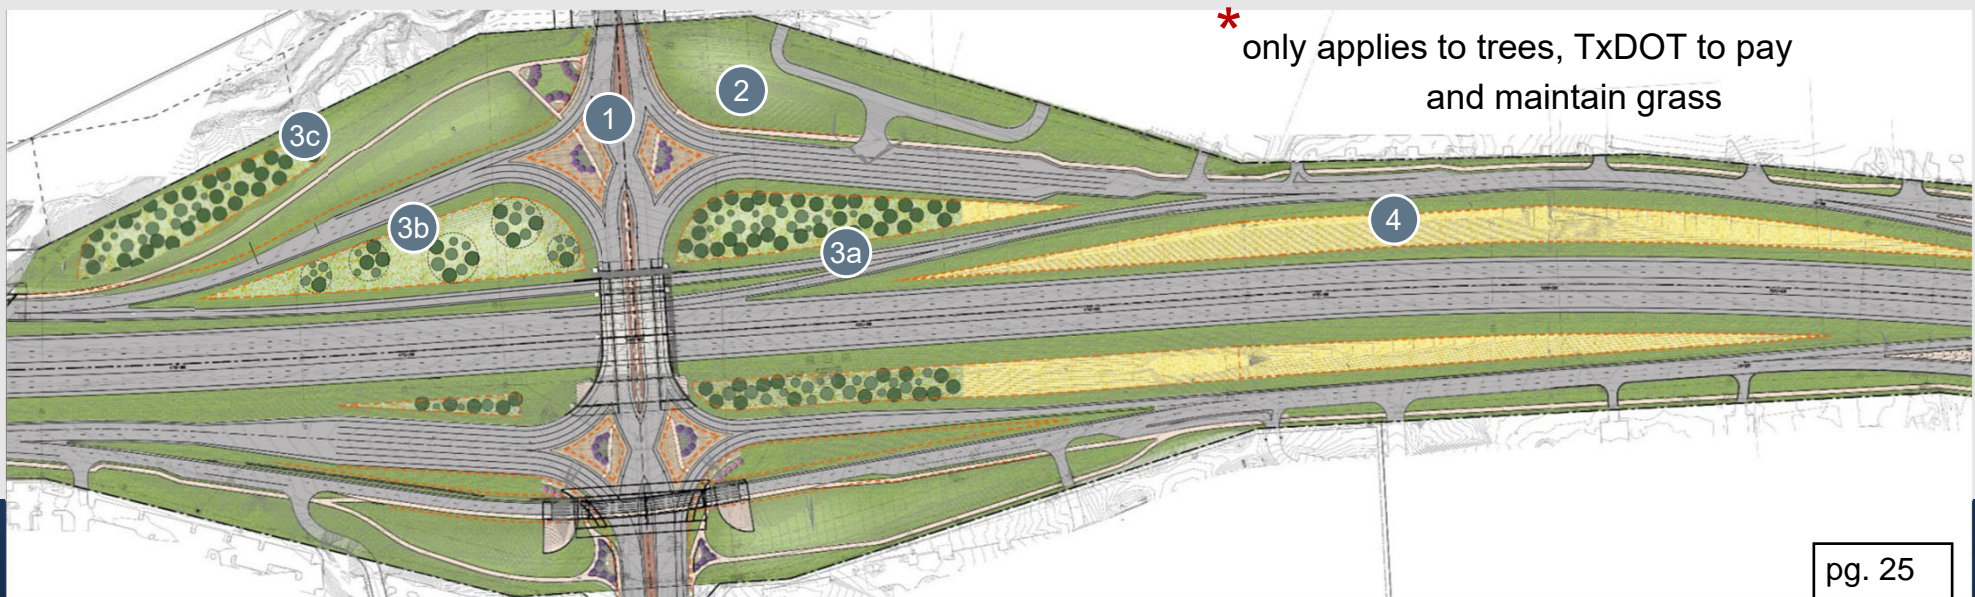 *
only applies to trees, TxDOT to pay
and maintain grass
2
1
3c
3b
4
3a
pg. 25